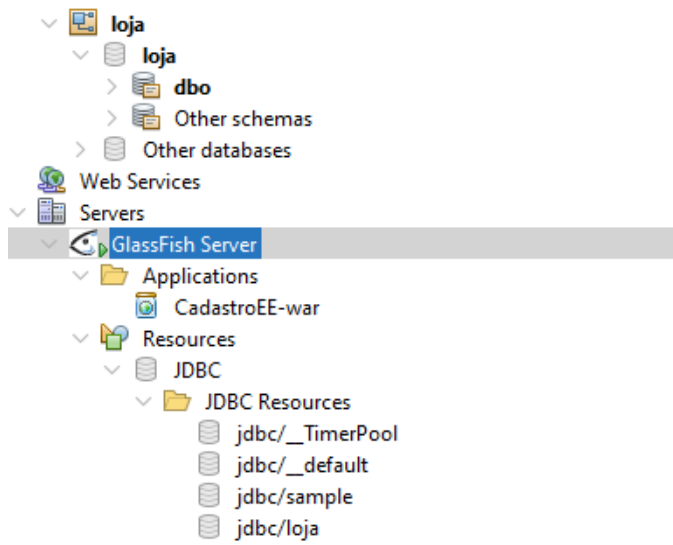 loja
loja
dbo
Other schemas
Other databases
Web Services
Servers
GlassFish Server
Applications
CadastroEE-war
Resources
JDBC
JDBC Resources
jdbc/__TimerPool
jdbc/__default
jdbc/sample
jdbc/loja